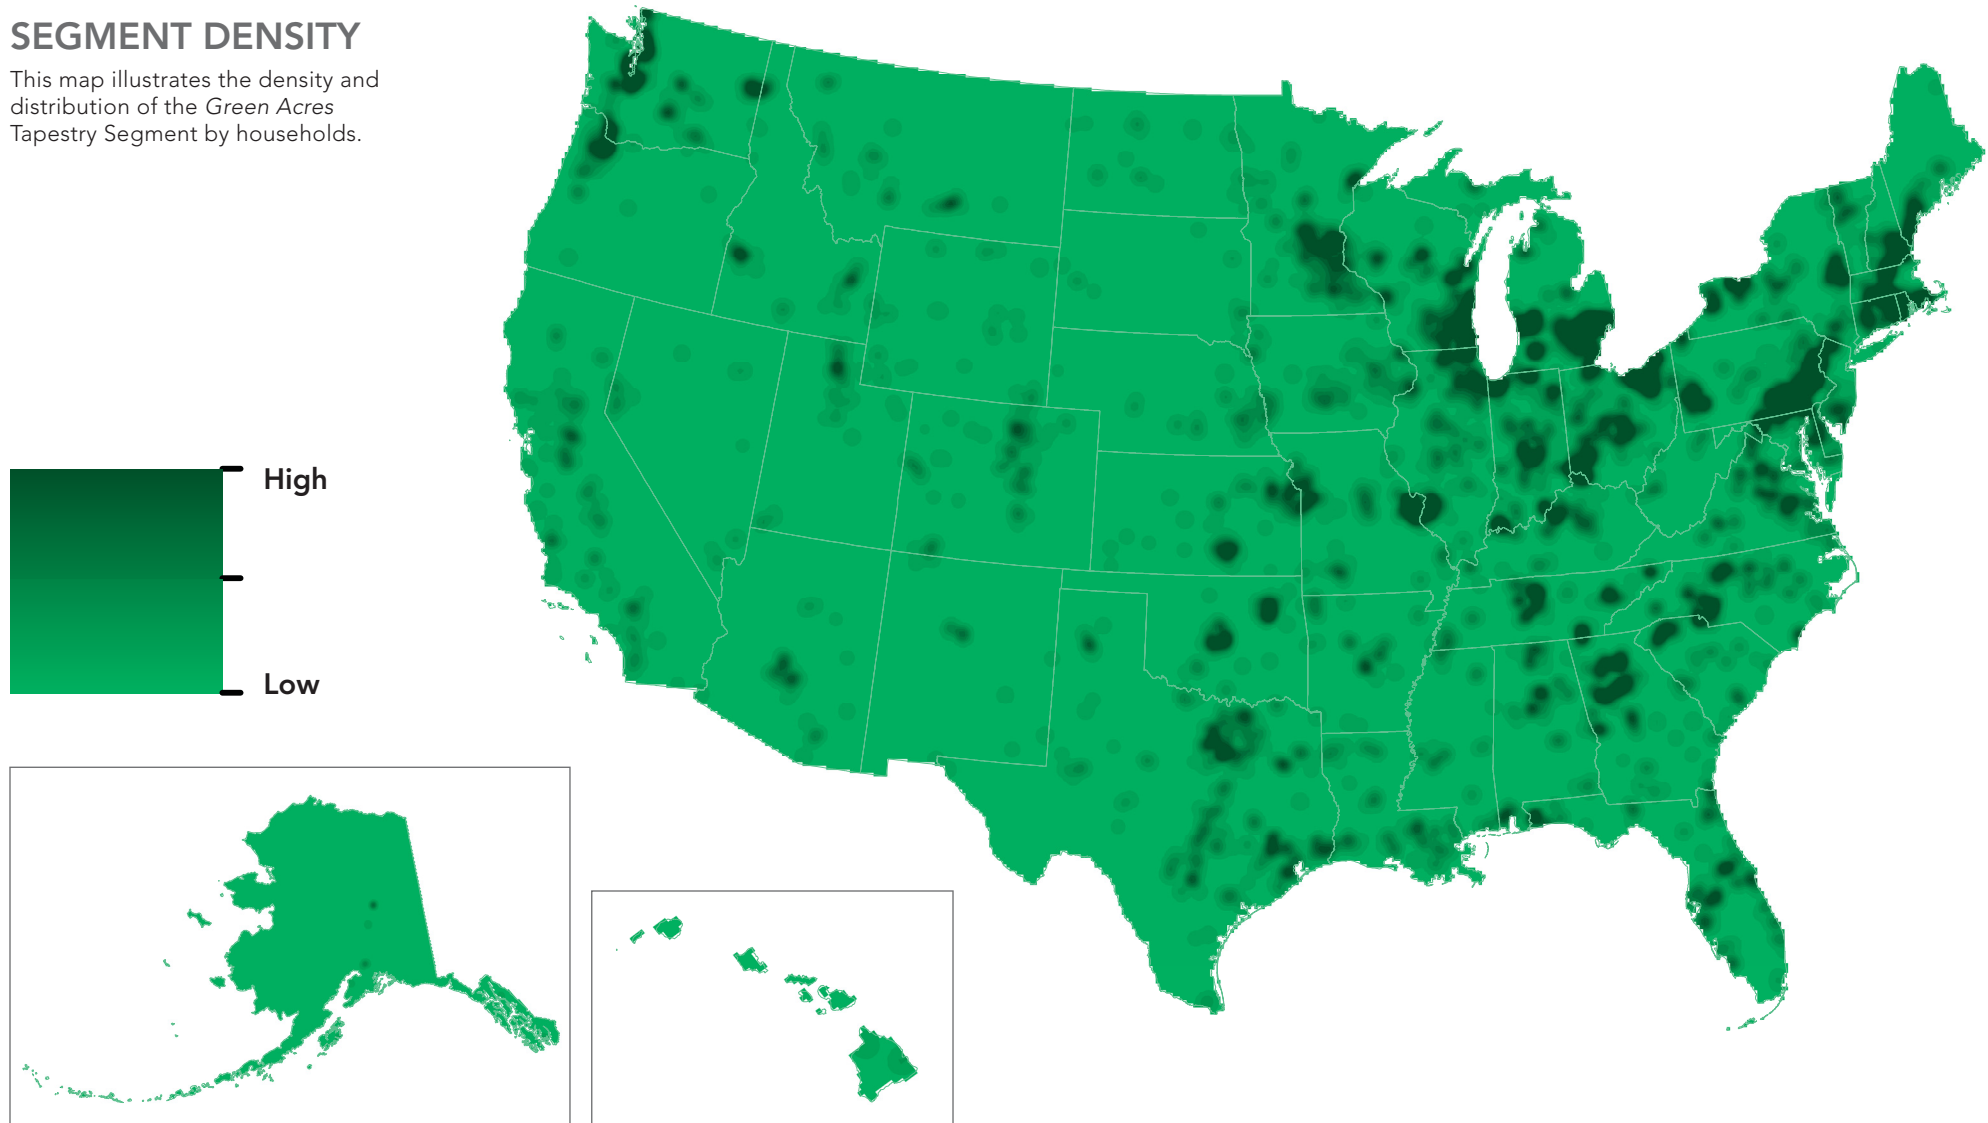 SEGMENT DENSITY
This map illustrates the density and
distribution of the Green Acres
Tapestry Segment by households.
High
Low